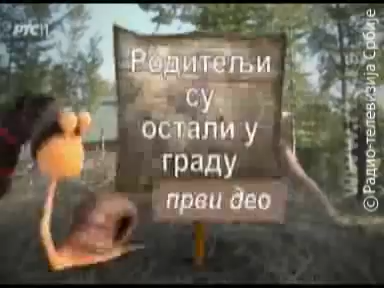 РТС П
Родитељи
су
остали у
граду
први део
© Радио-телевизија Србије